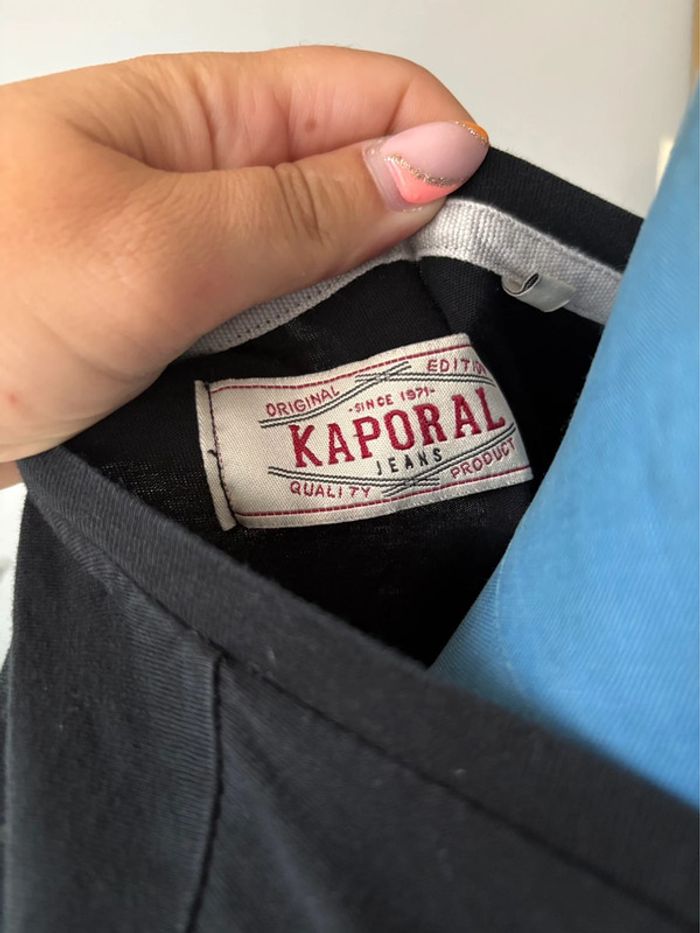 ORIGINAL EDITION
-SINCE 1971-
KAPORAL
JEANS
QUALITY PRODUCT